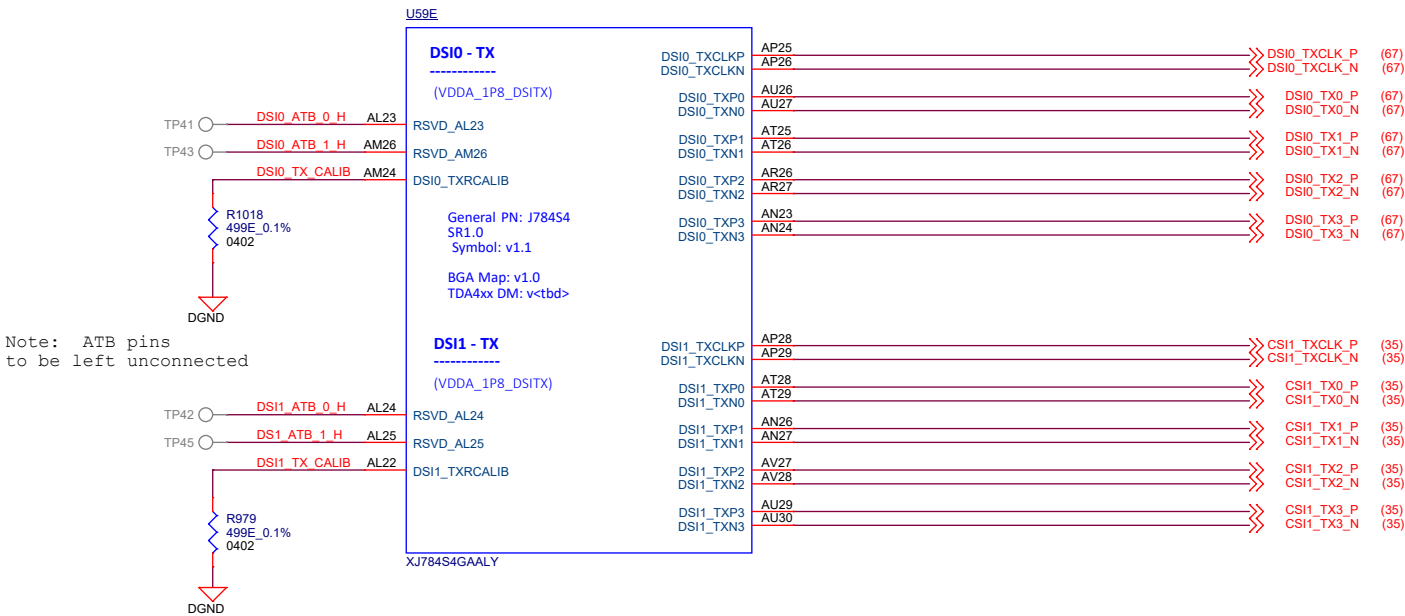 U59E
DSI0 - TX
------------
(VDDA_1P8_DSITX)
TP41 DSI0_ATB_0_H AL23 RSVD_AL23
TP43 DSI0_ATB_1_H AM26 RSVD_AM26
DSI0_TX_CALIB AM24 DSI0_TXRCALIB
R1018
499E_0.1%
0402
DGND
General PN: J784S4
SR1.0
Symbol: v1.1
BGA Map: v1.0
TDA4xx DM: v<tbd>
DSI0_TXCLKP AP25 DSI0_TXCLK_P (67)
DSI0_TXCLKN AP26 DSI0_TXCLK_N (67)
DSI0_TXP0 AU26 DSI0_TX0_P (67)
DSI0_TXN0 AU27 DSI0_TX0_N (67)
DSI0_TXP1 AT25 DSI0_TX1_P (67)
DSI0_TXN1 AT26 DSI0_TX1_N (67)
DSI0_TXP2 AR26 DSI0_TX2_P (67)
DSI0_TXN2 AR27 DSI0_TX2_N (67)
DSI0_TXP3 AN23 DSI0_TX3_P (67)
DSI0_TXN3 AN24 DSI0_TX3_N (67)
Note: ATB pins
to be left unconnected
DSI1 - TX
------------
(VDDA_1P8_DSITX)
TP42 DSI1_ATB_0_H AL24 RSVD_AL24
TP45 DS1_ATB_1_H AL25 RSVD_AL25
DSI1_TX_CALIB AL22 DSI1_TXRCALIB
R979
499E_0.1%
0402
DGND
DSI1_TXCLKP AP28 CSI1_TXCLK_P (35)
DSI1_TXCLKN AP29 CSI1_TXCLK_N (35)
DSI1_TXP0 AT28 CSI1_TX0_P (35)
DSI1_TXN0 AT29 CSI1_TX0_N (35)
DSI1_TXP1 AN26 CSI1_TX1_P (35)
DSI1_TXN1 AN27 CSI1_TX1_N (35)
DSI1_TXP2 AV27 CSI1_TX2_P (35)
DSI1_TXN2 AV28 CSI1_TX2_N (35)
DSI1_TXP3 AU29 CSI1_TX3_P (35)
DSI1_TXN3 AU30 CSI1_TX3_N (35)
XJ784S4GAALY